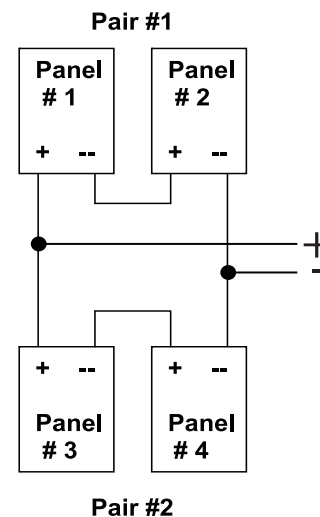 Pair #1
Panel Panel
# 1 # 2
+ -- + --
+
-
+ -- + --
Panel Panel
# 3 # 4
Pair #2